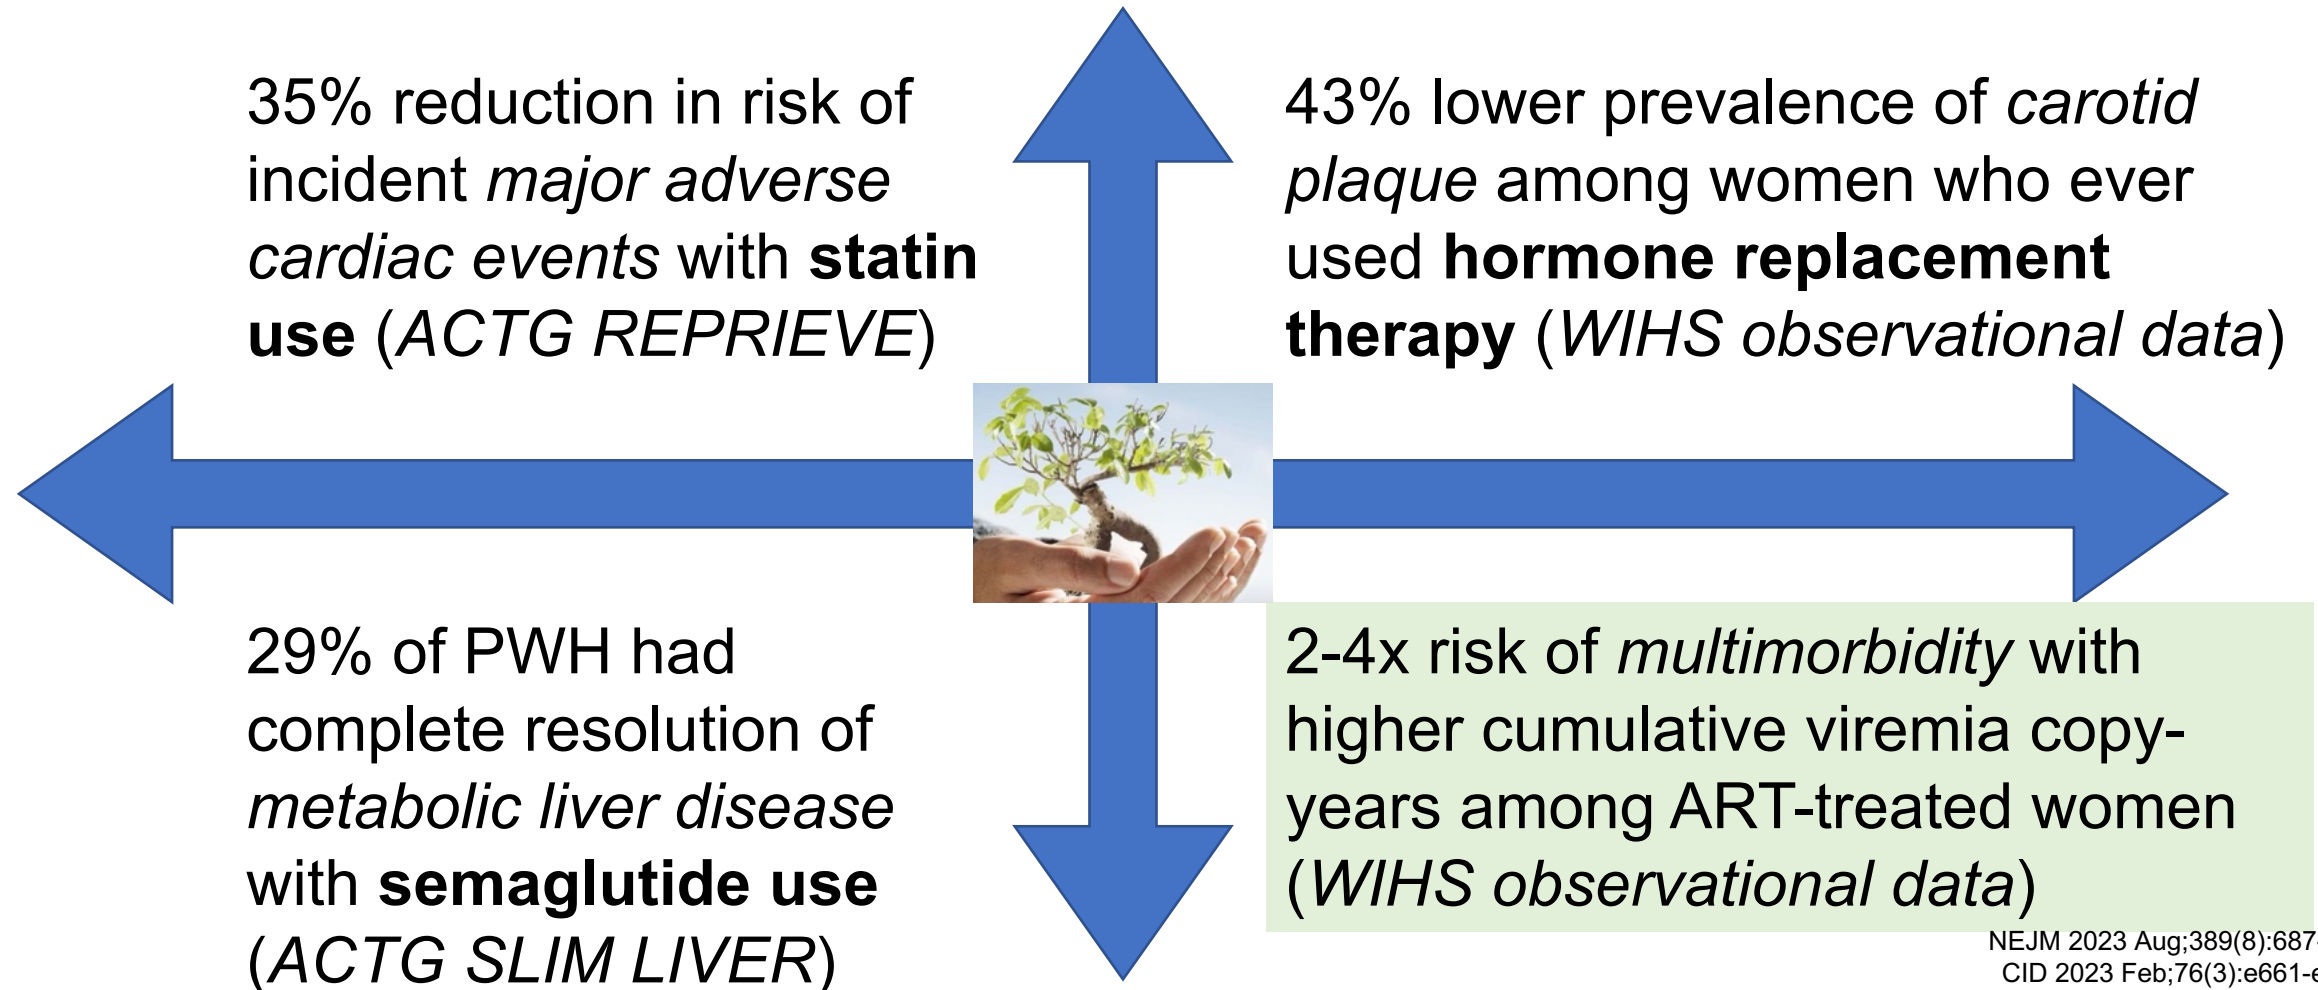 35% reduction in risk of
incident major adverse
cardiac events with statin
use (ACTG REPRIEVE)
43% lower prevalence of carotid
plaque among women who ever
used hormone replacement
therapy (WIHS observational data)
29% of PWH had
complete resolution of
metabolic liver disease
with semaglutide use
(ACTG SLIM LIVER)
2-4x risk of multimorbidity with
higher cumulative viremia copy-
years among ART-treated women
(WIHS observational data)
NEJM 2023 Aug;389(8):687-
CID 2023 Feb;76(3):e661-e